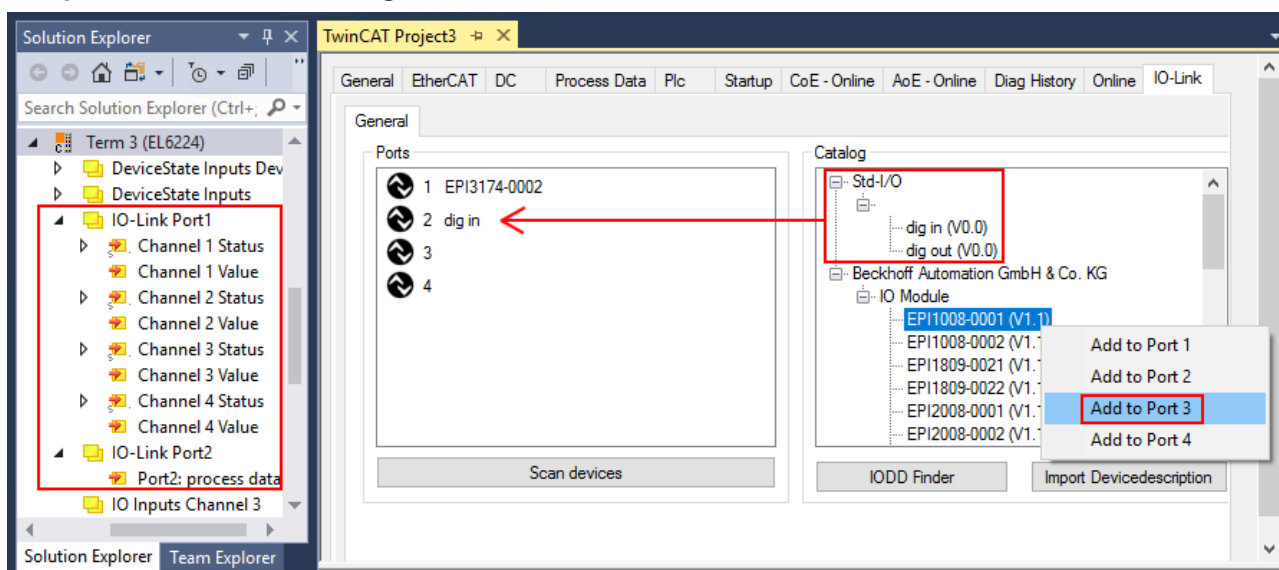 Solution Explorer
Search Solution Explorer (Ctrl+;
Term 3 (EL6224)
DeviceState Inputs Dev
DeviceState Inputs
IO-Link Port1
Channel 1 Status
Channel 1 Value
Channel 2 Status
Channel 2 Value
Channel 3 Status
Channel 3 Value
Channel 4 Status
Channel 4 Value
IO-Link Port2
Port2: process data
IO Inputs Channel 3
Solution Explorer Team Explorer
TwinCAT Project3
General EtherCAT DC Process Data Plc Startup CoE - Online AoE - Online Diag History Online IO-Link
General
Ports
1 EPI3174-0002
2 dig in
3
4
Scan devices
Catalog
Std-I/O
dig in (V0.0)
dig out (V0.0)
Beckhoff Automation GmbH & Co. KG
IO Module
EPI1008-0001 (V1.1)
EPI1008-0002 (V1.
EPI1809-0021 (V1.
EPI1809-0022 (V1.
EPI2008-0001 (V1.
EPI2008-0002 (V1.
Add to Port 1
Add to Port 2
Add to Port 3
Add to Port 4
IODD Finder Import Devicedescription